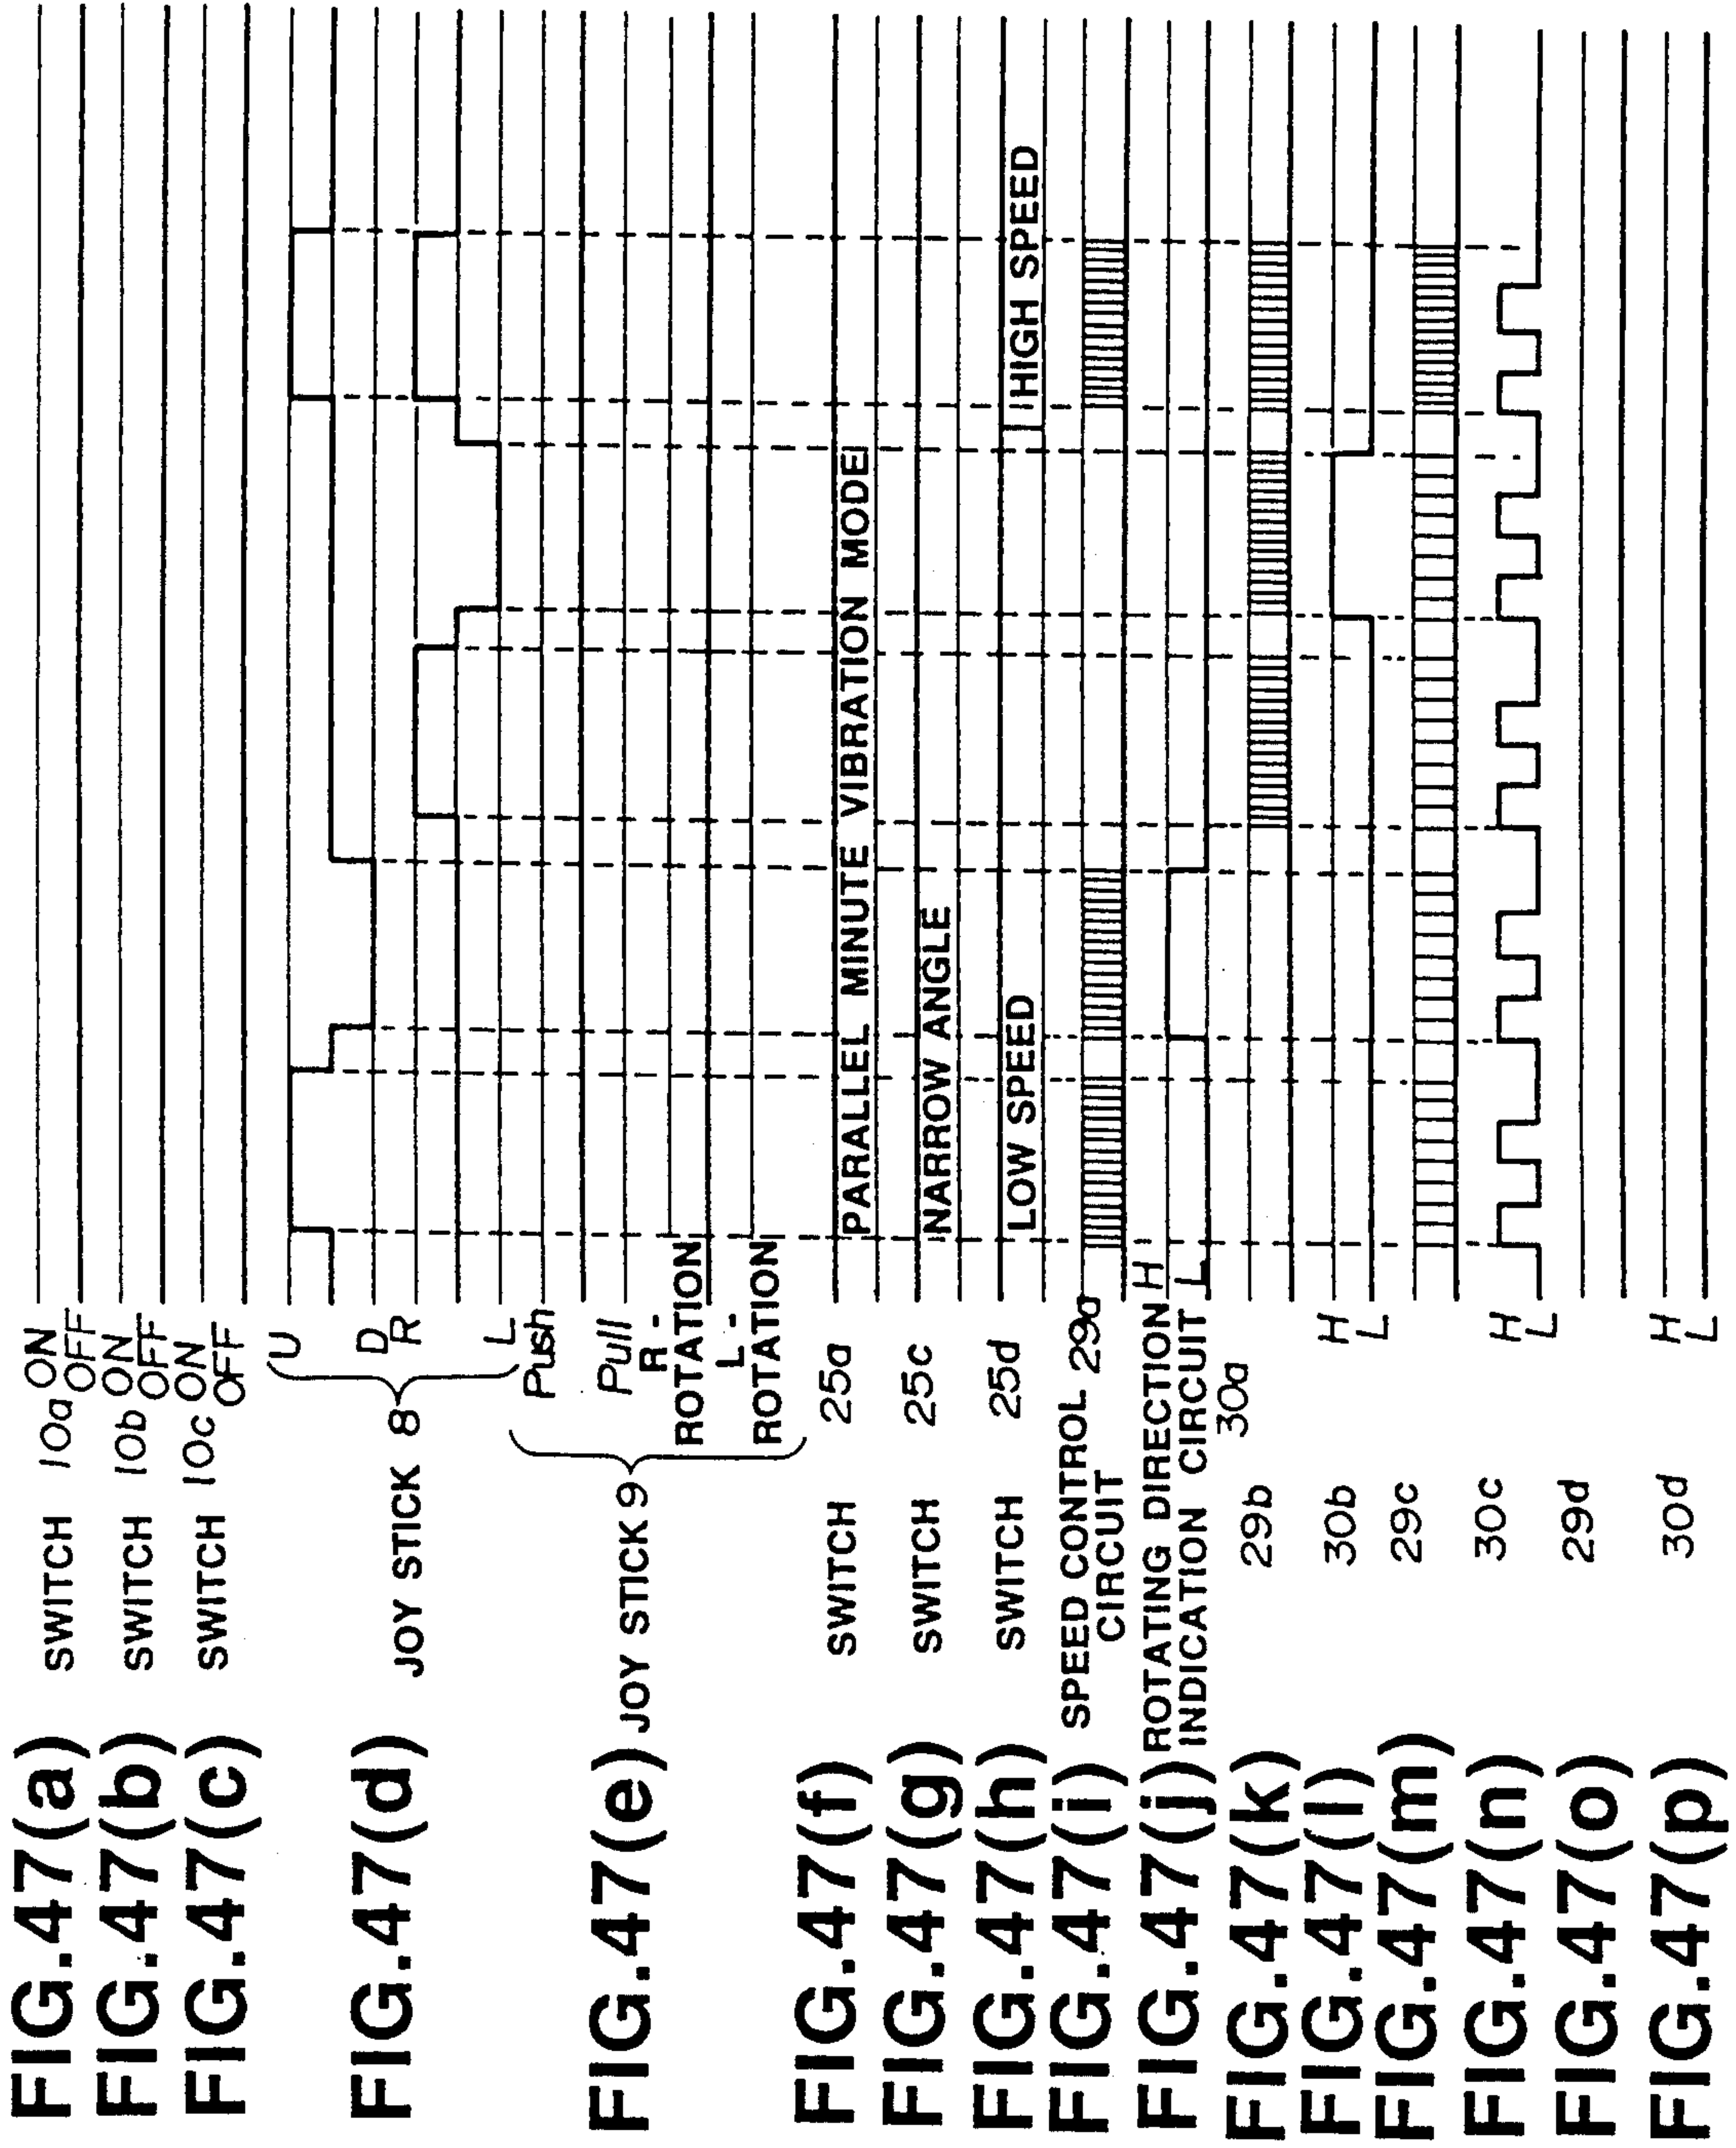 FIG.47(a) SWITCH 10a ON
OFF
FIG.47(b) SWITCH 10b ON
OFF
FIG.47(c) SWITCH 10c ON
OFF
FIG.47(d) JOY STICK 8 U
D
R
L
FIG.47(e) JOY STICK 9 Push
Pull
R-
ROTATION
L-
ROTATION
FIG.47(f) SWITCH 25a PARALLEL MINUTE VIBRATION MODE
FIG.47(g) SWITCH 25c NARROW ANGLE
FIG.47(h) SWITCH 25d LOW SPEED HIGH SPEED
FIG.47(i) SPEED CONTROL 29a
CIRCUIT
FIG.47(j) ROTATING DIRECTION H
INDICATION CIRCUIT L
30a
FIG.47(k) 29b
FIG.47(l) 30b H
L
FIG.47(m) 29c
FIG.47(n) 30c H
L
FIG.47(o) 29d
FIG.47(p) 30d H
L